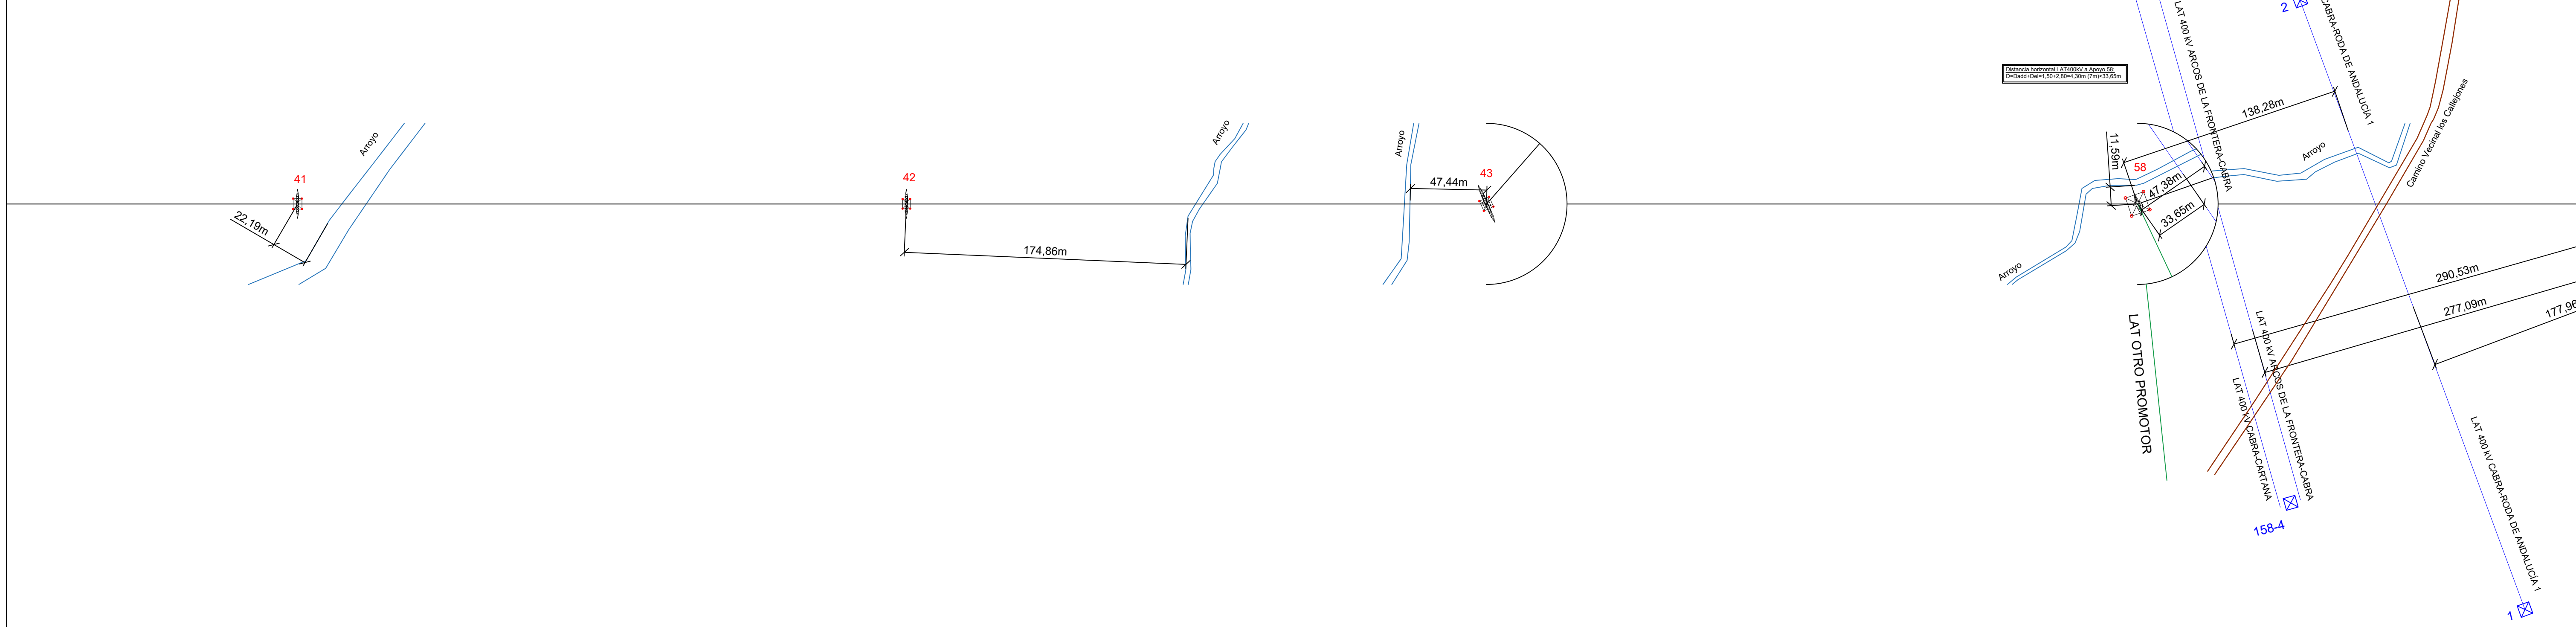 41
22,19m
Arroyo
42
174,86m
Arroyo
Arroyo
47,44m
43
Distancia horizontal LAT400kV a Apoyo 58.
D=Dadd+Del=1,50+2,80=4,30m (7m)<33,65m
11,59m
58
47,38m
33,65m
138,28m
Arroyo
Arroyo
LAT 400 kV ARCOS DE LA FRONTERA-CABRA
2
CABRA-RODA DE ANDALUCÍA 1
Camino Vecinal los Callejones
290,53m
277,09m
177,96
LAT OTRO PROMOTOR
LAT 400 kV ARCOS DE LA FRONTERA-CABRA
LAT 400 kV CABRA-CARTANA
158-4
LAT 400 kV CABRA-RODA DE ANDALUCÍA 1
1